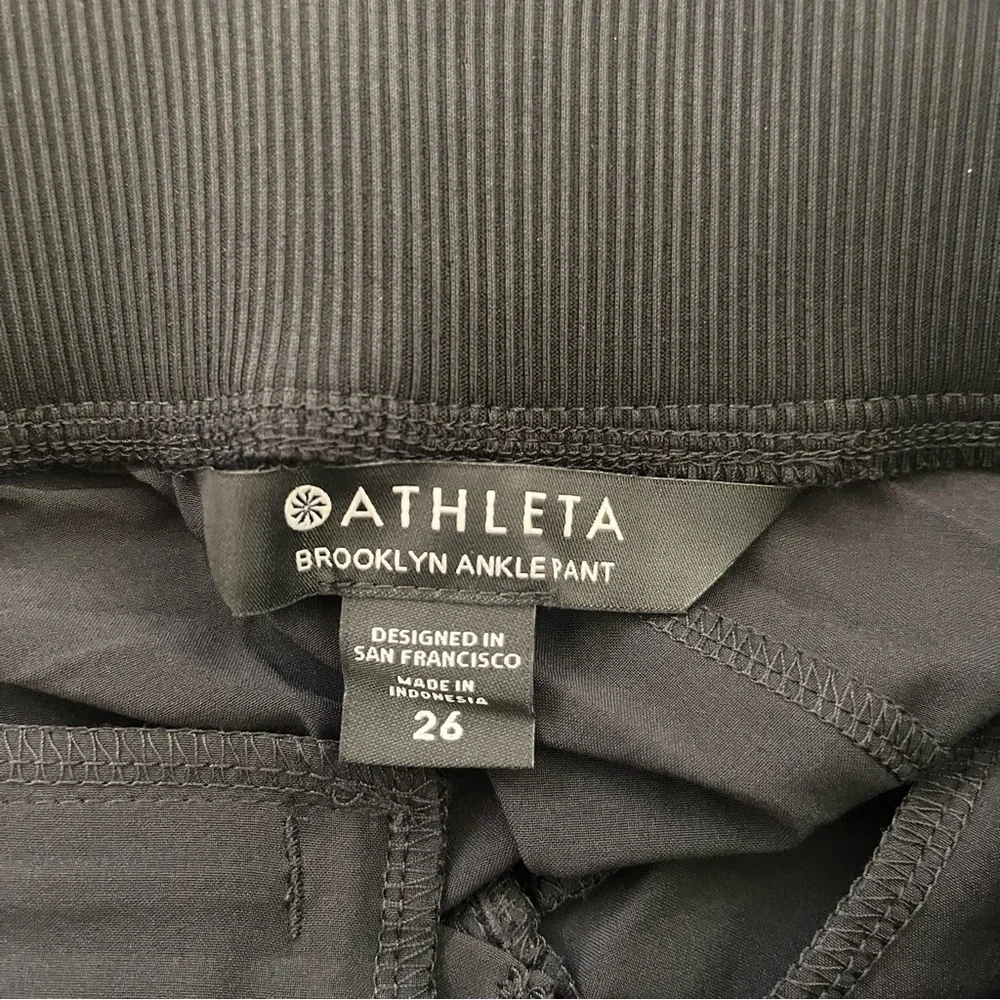 ATHLETA
BROOKLYN ANKLE PANT
DESIGNED IN
SAN FRANCISCO
MADE IN
INDONESIA
26